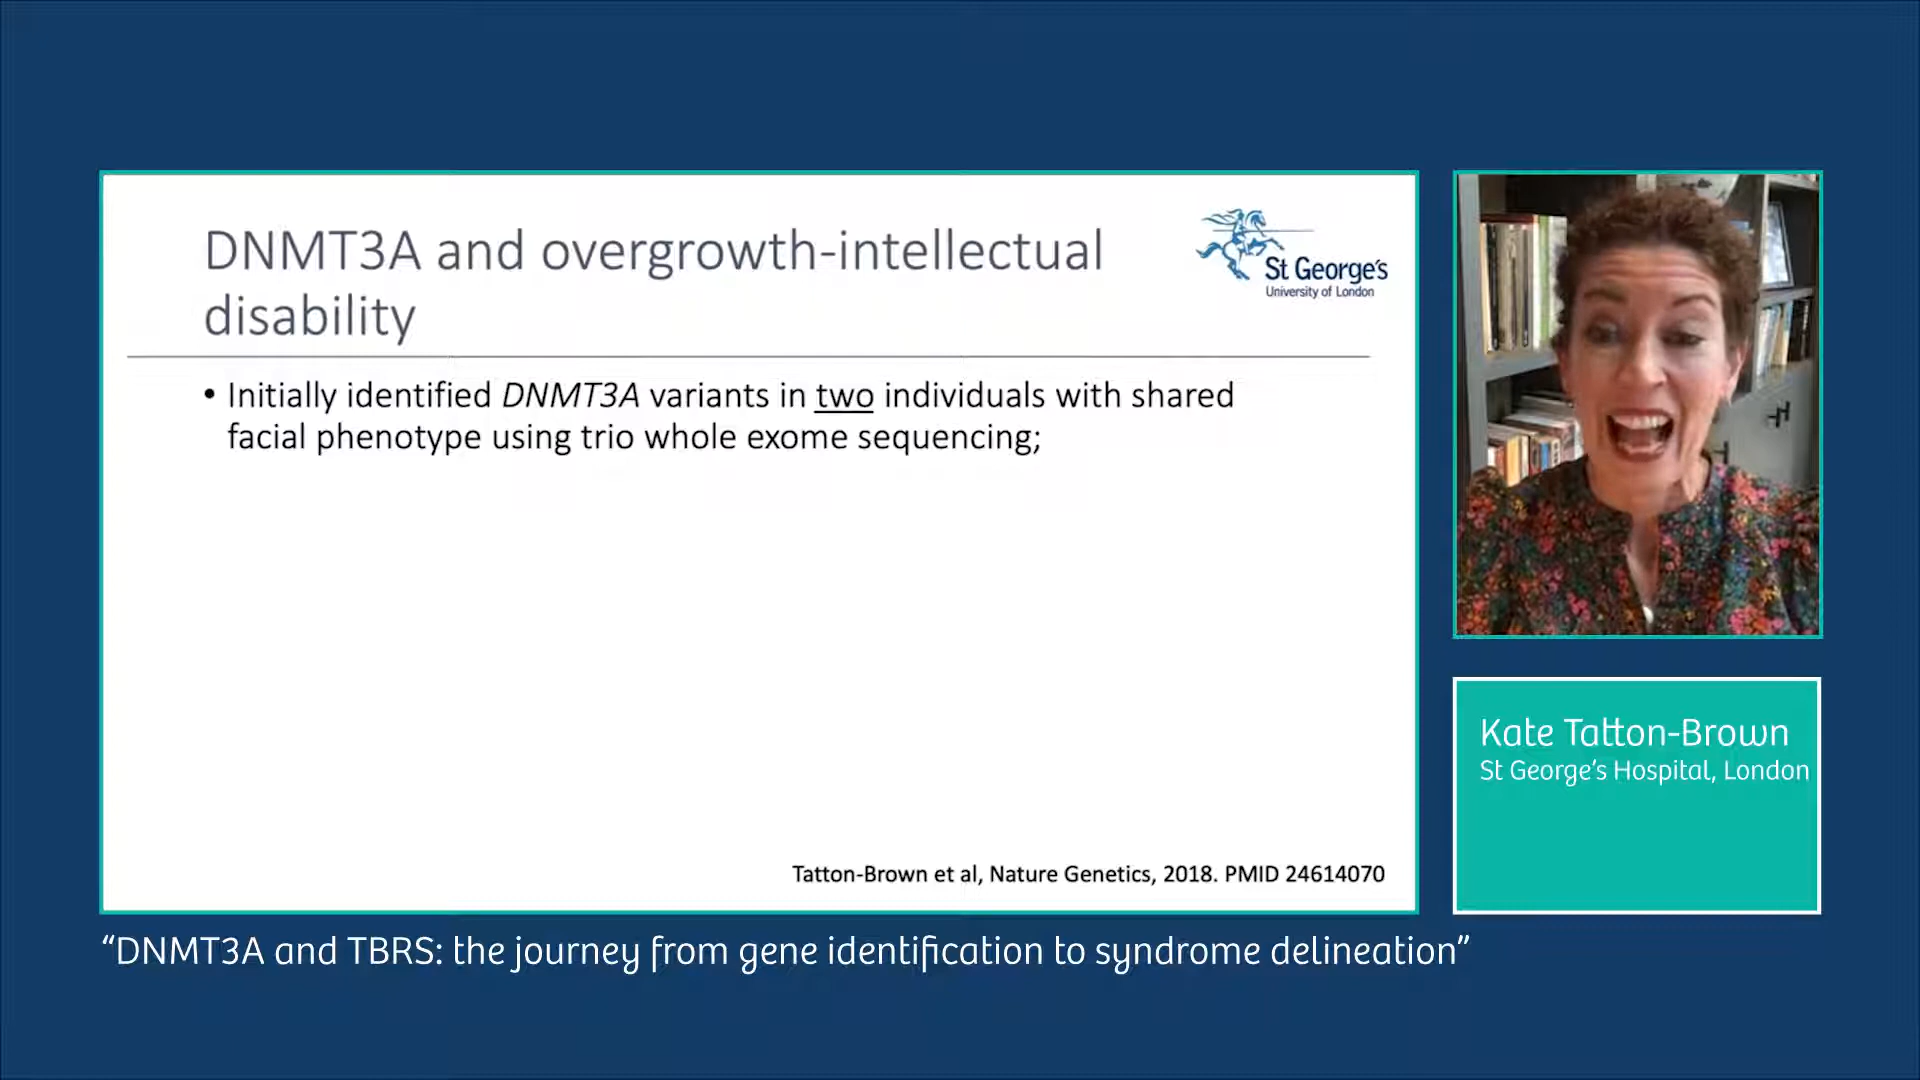 DNMT3A and overgrowth-intellectual
disability
St George's
University of London
• Initially identified DNMT3A variants in two individuals with shared
facial phenotype using trio whole exome sequencing;
Tatton-Brown et al, Nature Genetics, 2018. PMID 24614070
Kate Tatton-Brown
St George's Hospital, London
“DNMT3A and TBRS: the journey from gene identification to syndrome delineation”